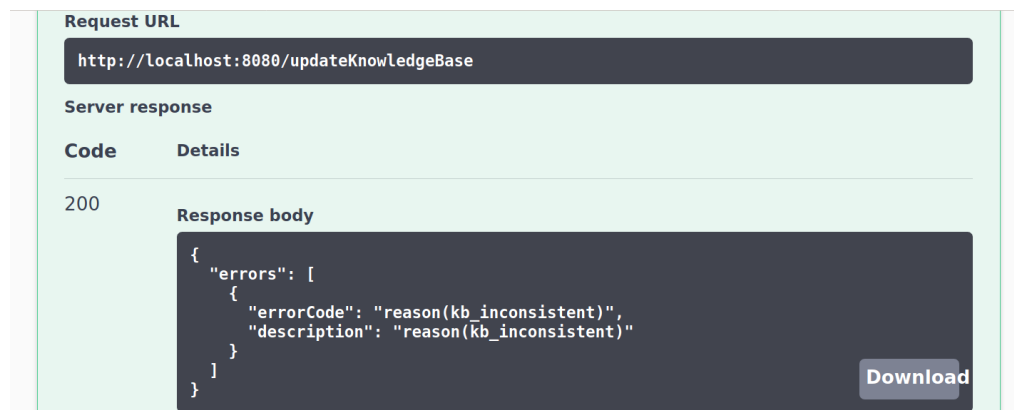 Request URL
http://localhost:8080/updateKnowledgeBase
Server response
Code Details
200
Response body
{
  "errors": [
    {
      "errorCode": "reason(kb_inconsistent)",
      "description": "reason(kb_inconsistent)"
    }
  ]
}
Download